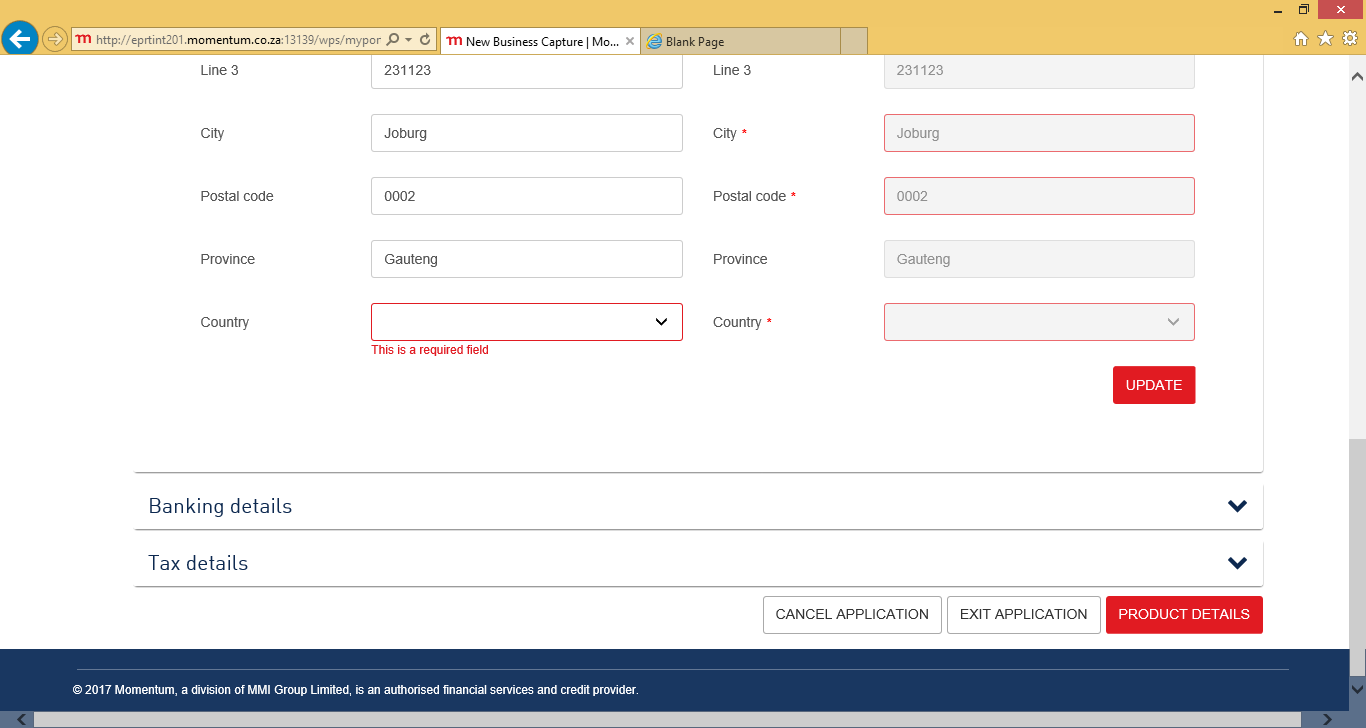 http://eprtint201.momentum.co.za:13139/wps/mypor
New Business Capture | Mo...
Blank Page
Line 3 231123 Line 3 231123
City Joburg City * Joburg
Postal code 0002 Postal code * 0002
Province Gauteng Province Gauteng
Country Country *
This is a required field
UPDATE
Banking details
Tax details
CANCEL APPLICATION EXIT APPLICATION PRODUCT DETAILS
© 2017 Momentum, a division of MMI Group Limited, is an authorised financial services and credit provider.